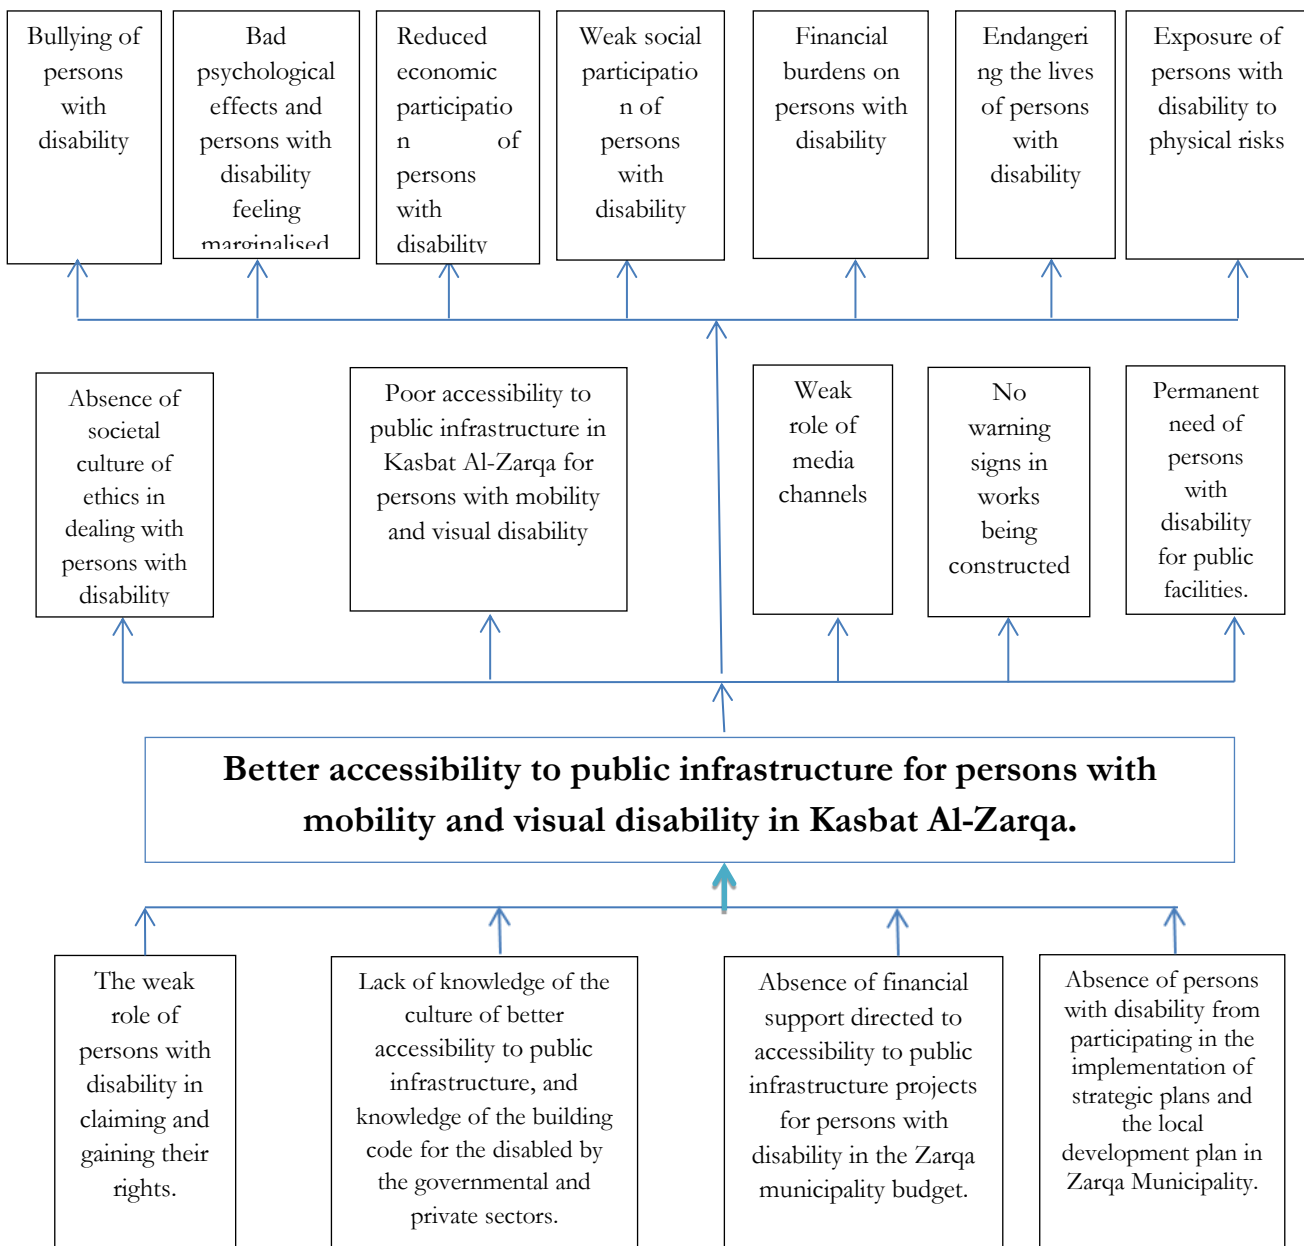 Bullying of
persons
with
disability
Bad
psychological
effects and
persons with
disability
feeling
marginalised
Reduced
economic
participatio
n of
persons
with
disability
Weak social
participatio
n of
persons
with
disability
Financial
burdens on
persons with
disability
Endangeri
ng the lives
of persons
with
disability
Exposure of
persons with
disability to
physical risks
Absence of
societal
culture of
ethics in
dealing with
persons with
disability
Poor accessibility to
public infrastructure in
Kasbat Al-Zarqa for
persons with mobility
and visual disability
Weak
role of
media
channels
No
warning
signs in
works
being
constructed
Permanent
need of
persons
with
disability
for public
facilities.
Better accessibility to public infrastructure for persons with
mobility and visual disability in Kasbat Al-Zarqa.
The weak
role of
persons with
disability in
claiming and
gaining their
rights.
Lack of knowledge of the
culture of better
accessibility to public
infrastructure, and
knowledge of the building
code for the disabled by
the governmental and
private sectors.
Absence of financial
support directed to
accessibility to public
infrastructure projects
for persons with
disability in the Zarqa
municipality budget.
Absence of persons
with disability from
participating in the
implementation of
strategic plans and
the local
development plan in
Zarqa Municipality.